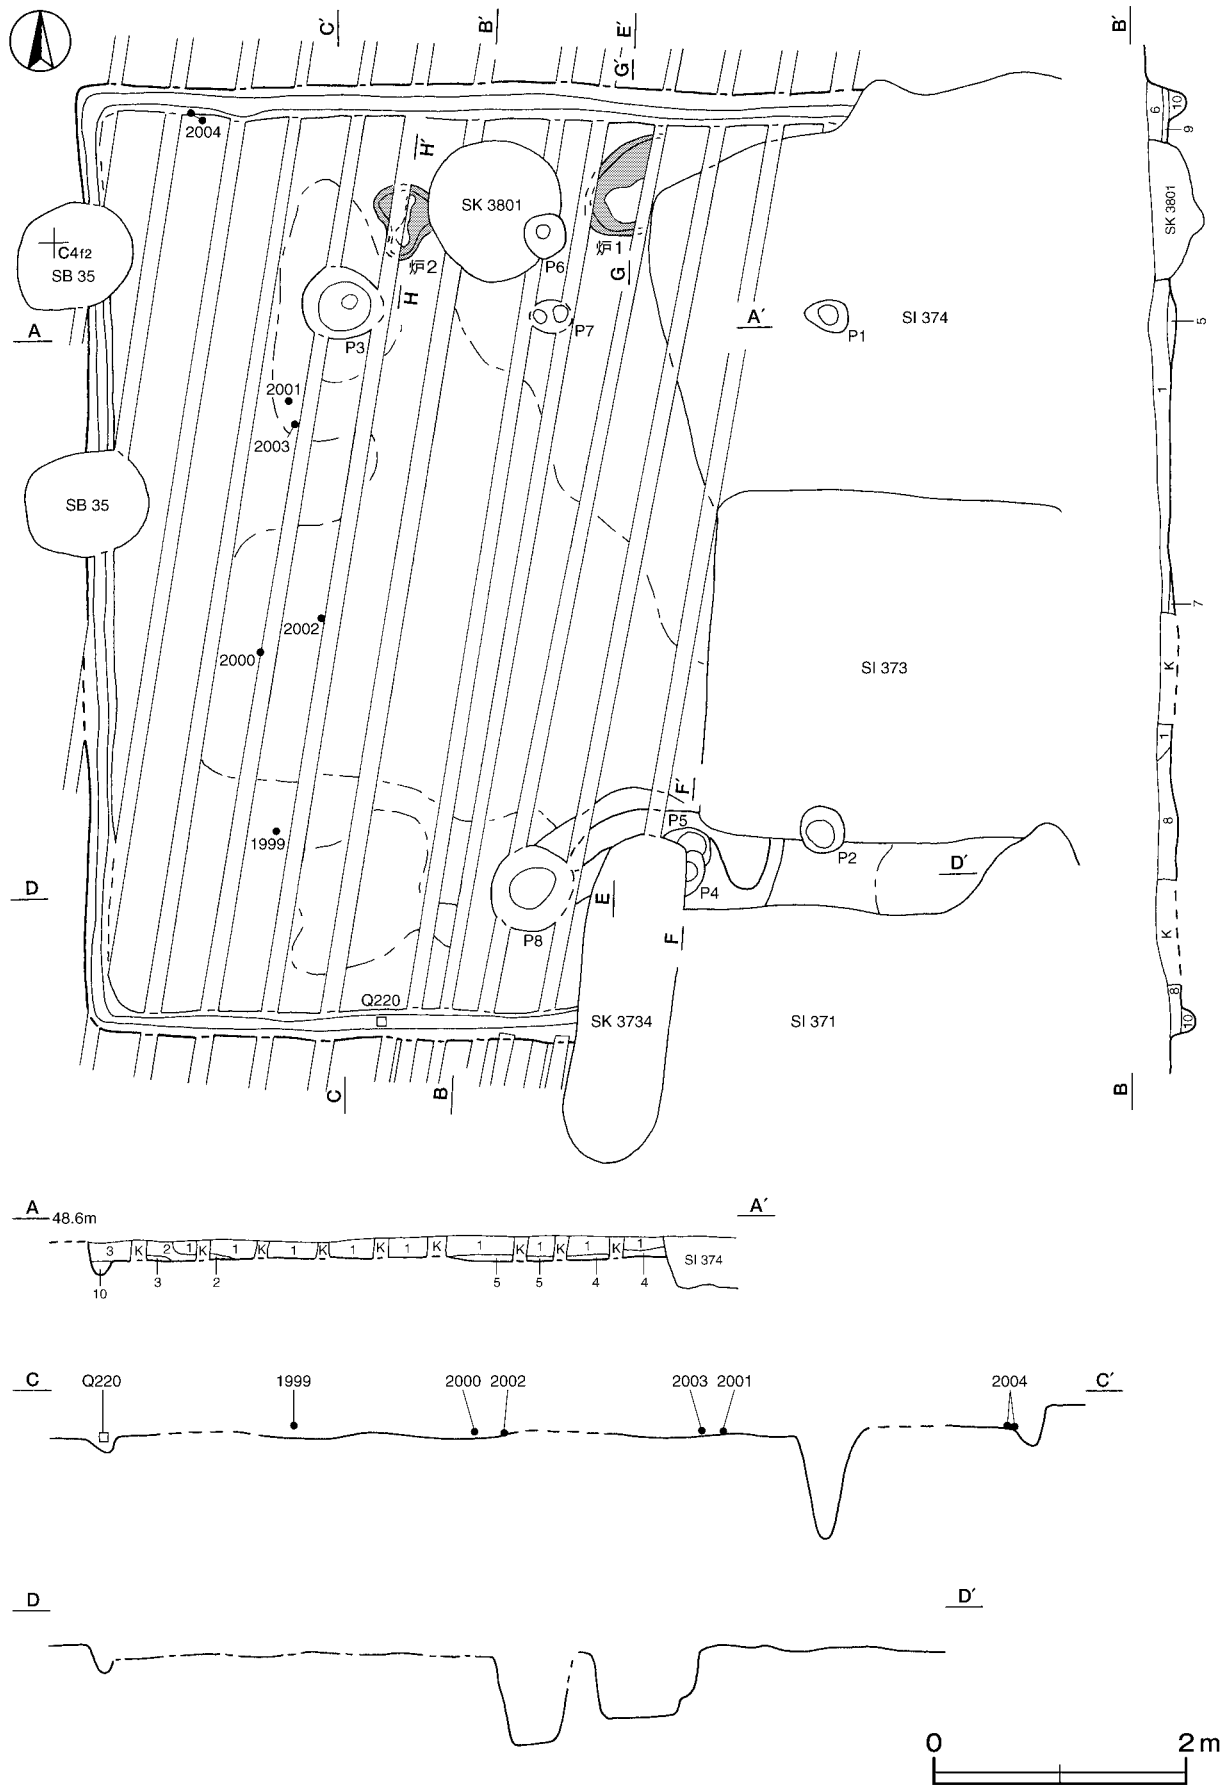 C′
B′
E′
G′
B′
2004
H′
SK 3801
6
10
9
SK 3801
C4f2
SB 35
炉2
P6
炉1
G
H
A
P3
P7
A′
P1
SI 374
5
2001
2003
1
SB 35
2002
2000
7
SI 373
K
1
F′
P5
1999
P2
8
D
P4
D′
E
P8
F
K
Q220
SK 3734
SI 371
8
10
C
B
B
A
48.6m
A′
3
K
2
1
K
1
K
1
K
1
K
1
K
1
K
1
K
1
K
1
SI 374
10
3
2
5
5
4
4
C
Q220
1999
2000
2002
2003
2001
2004
C′
D
D′
0
2m